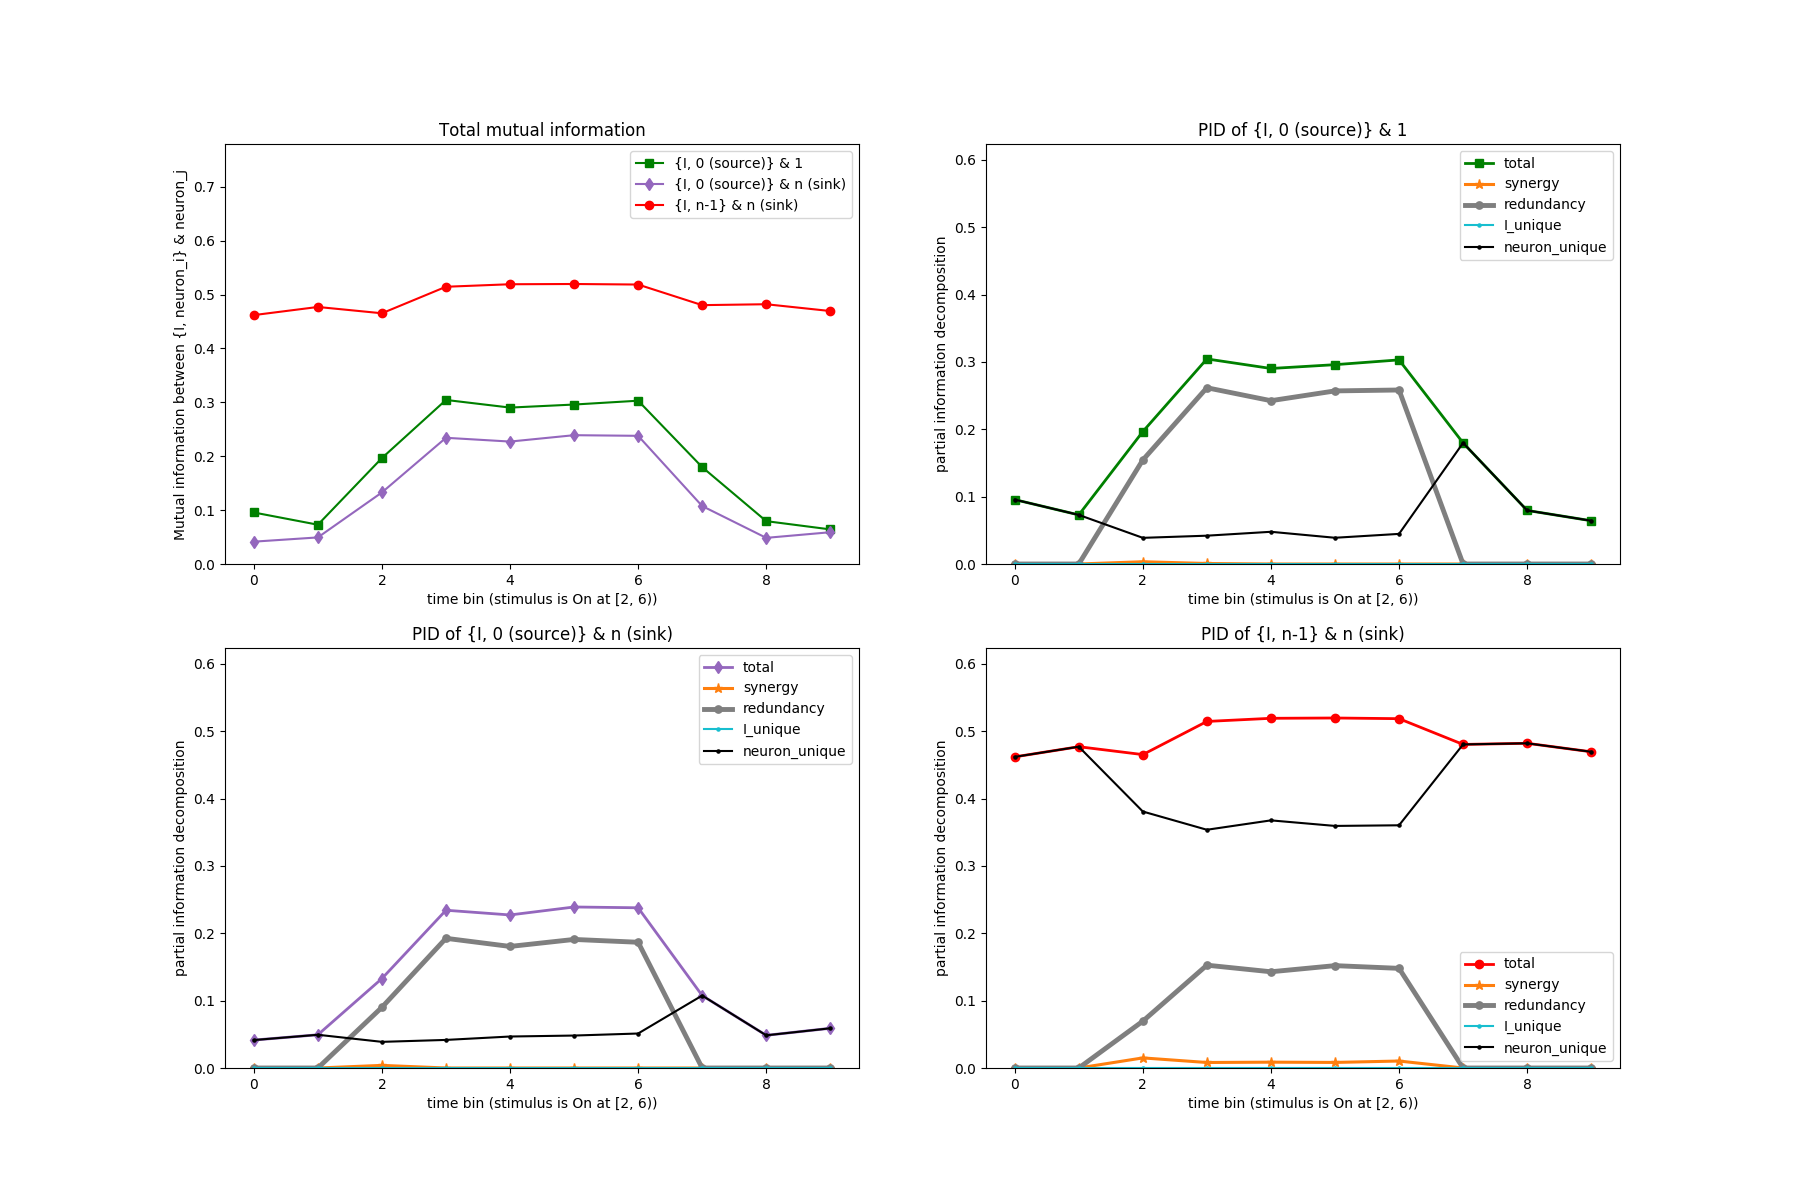 Total mutual information
Mutual information between {I, neuron_i} & neuron_j
0.7
0.6
0.5
0.4
0.3
0.2
0.1
0.0
{I, 0 (source)} & 1
{I, 0 (source)} & n (sink)
{I, n-1} & n (sink)
0 2 4 6 8
time bin (stimulus is On at [2, 6))
PID of {I, 0 (source)} & 1
partial information decomposition
0.6
0.5
0.4
0.3
0.2
0.1
0.0
total
synergy
redundancy
I_unique
neuron_unique
0 2 4 6 8
time bin (stimulus is On at [2, 6))
PID of {I, 0 (source)} & n (sink)
partial information decomposition
0.6
0.5
0.4
0.3
0.2
0.1
0.0
total
synergy
redundancy
I_unique
neuron_unique
0 2 4 6 8
time bin (stimulus is On at [2, 6))
PID of {I, n-1} & n (sink)
partial information decomposition
0.6
0.5
0.4
0.3
0.2
0.1
0.0
total
synergy
redundancy
I_unique
neuron_unique
0 2 4 6 8
time bin (stimulus is On at [2, 6))